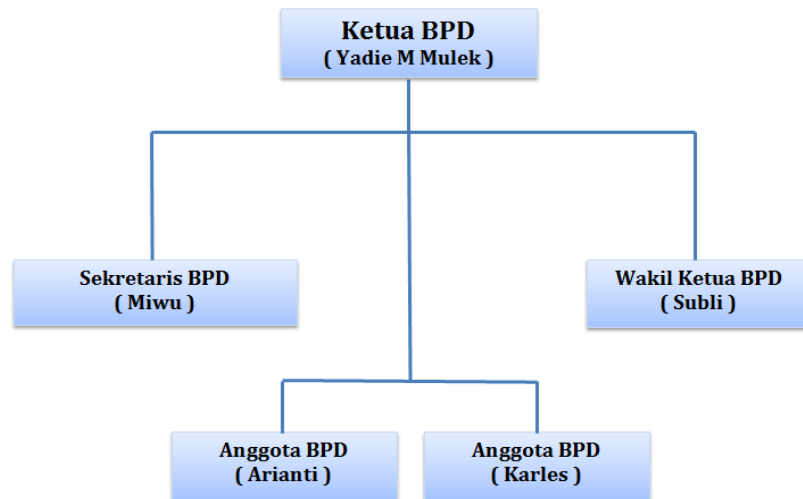 Ketua BPD
( Yadie M Mulek )
Sekretaris BPD
( Miwu )
Wakil Ketua BPD
( Subli )
Anggota BPD
( Arianti )
Anggota BPD
( Karles )